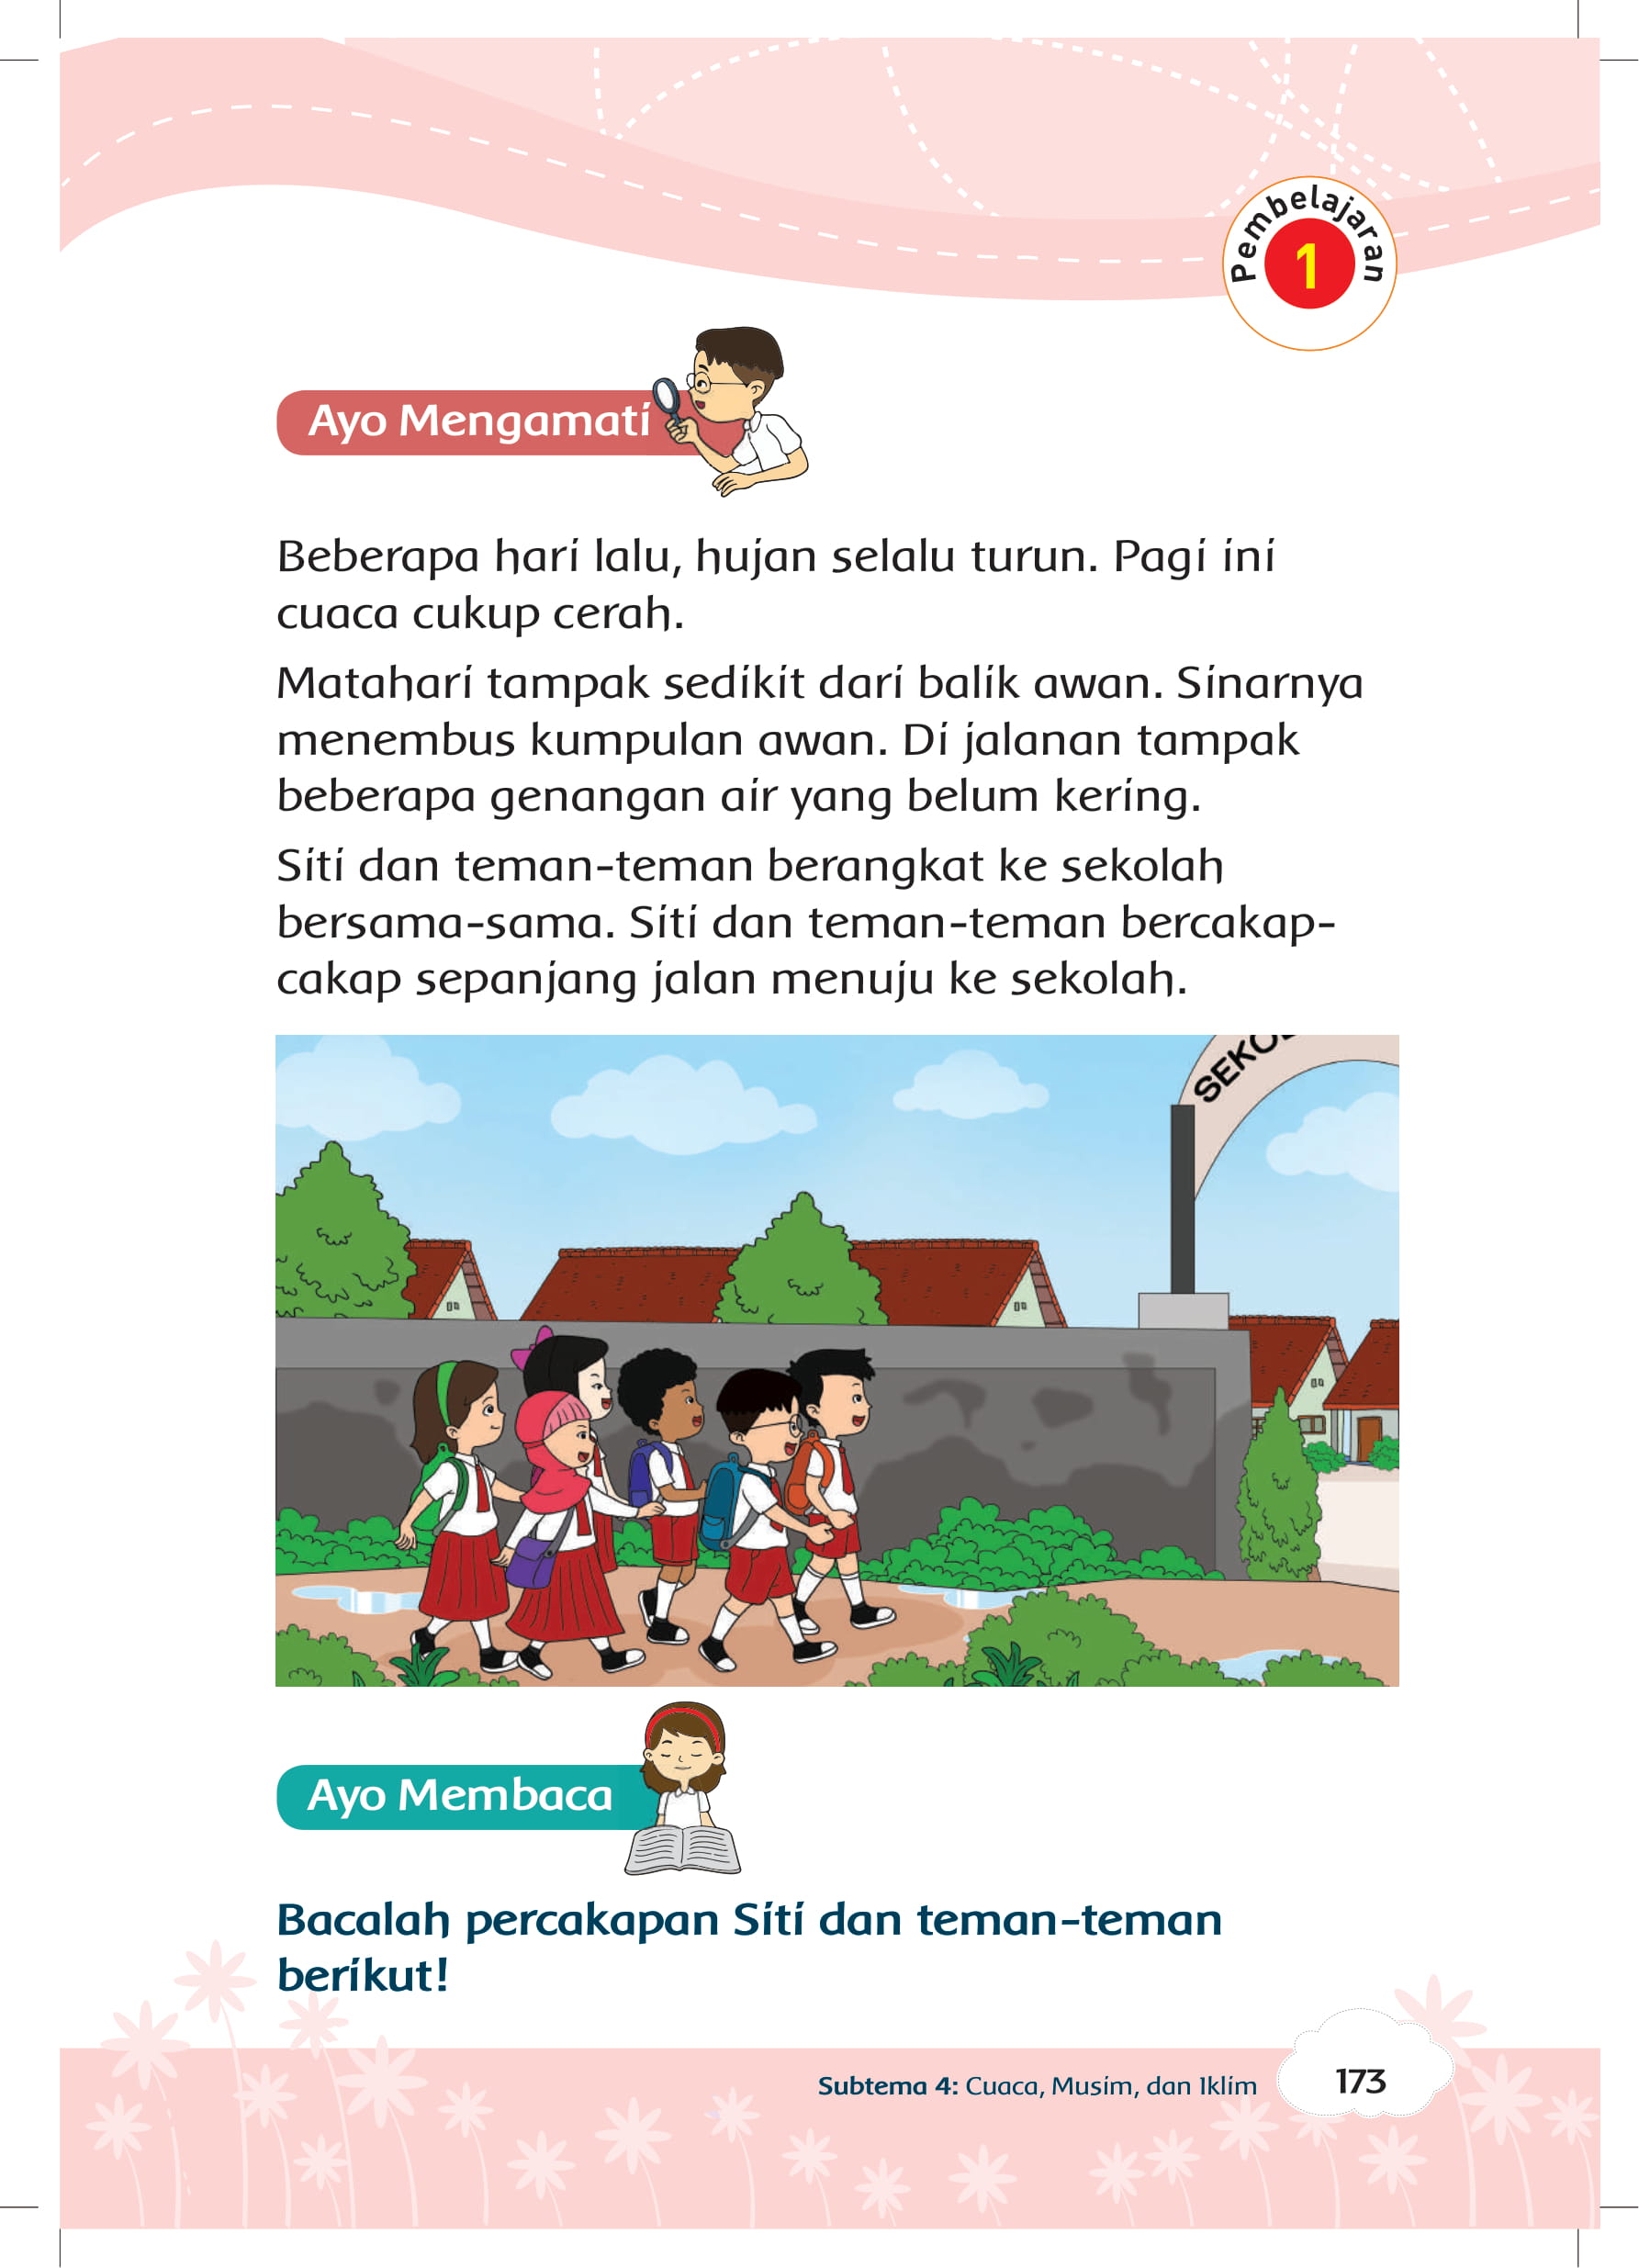 Pembelajaran
1
Ayo Mengamati
Beberapa hari lalu, hujan selalu turun. Pagi ini
cuaca cukup cerah.
Matahari tampak sedikit dari balik awan. Sinarnya
menembus kumpulan awan. Di jalanan tampak
beberapa genangan air yang belum kering.
Siti dan teman-teman berangkat ke sekolah
bersama-sama. Siti dan teman-teman bercakap-
cakap sepanjang jalan menuju ke sekolah.
Ayo Membaca
Bacalah percakapan Siti dan teman-teman
berikut!
Subtema 4: Cuaca, Musim, dan Iklim
173